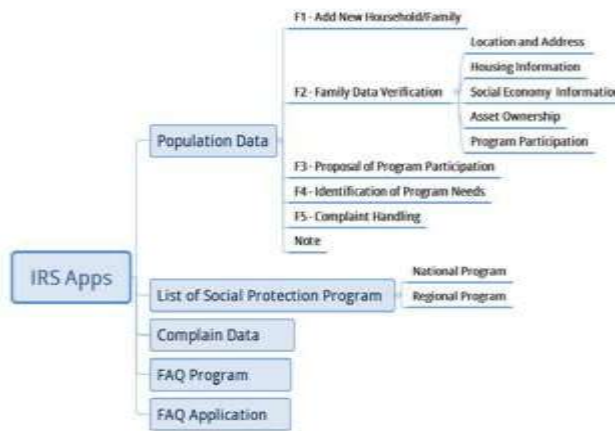 F1 - Add New Household/Family
Location and Address
Housing Information
F2 - Family Data Verification
Social Economy Information
Asset Ownership
Program Participation
Population Data
F3 - Proposal of Program Participation
F4 - Identification of Program Needs
F5 - Complaint Handling
Note
IRS Apps
National Program
List of Social Protection Program
Regional Program
Complain Data
FAQ Program
FAQ Application